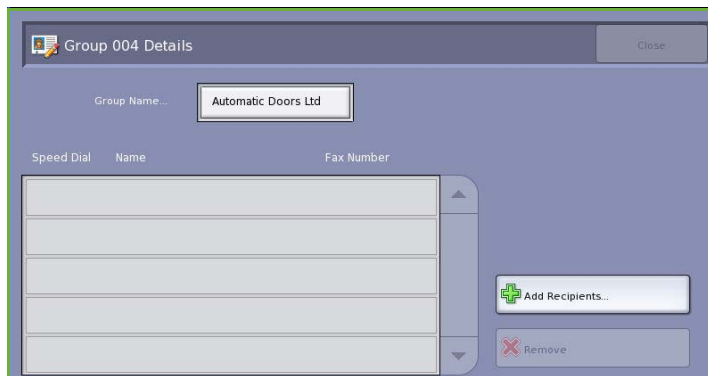 Group 004 Details
Close
Group Name...
Automatic Doors Ltd
Speed Dial Name Fax Number
Add Recipients...
Remove